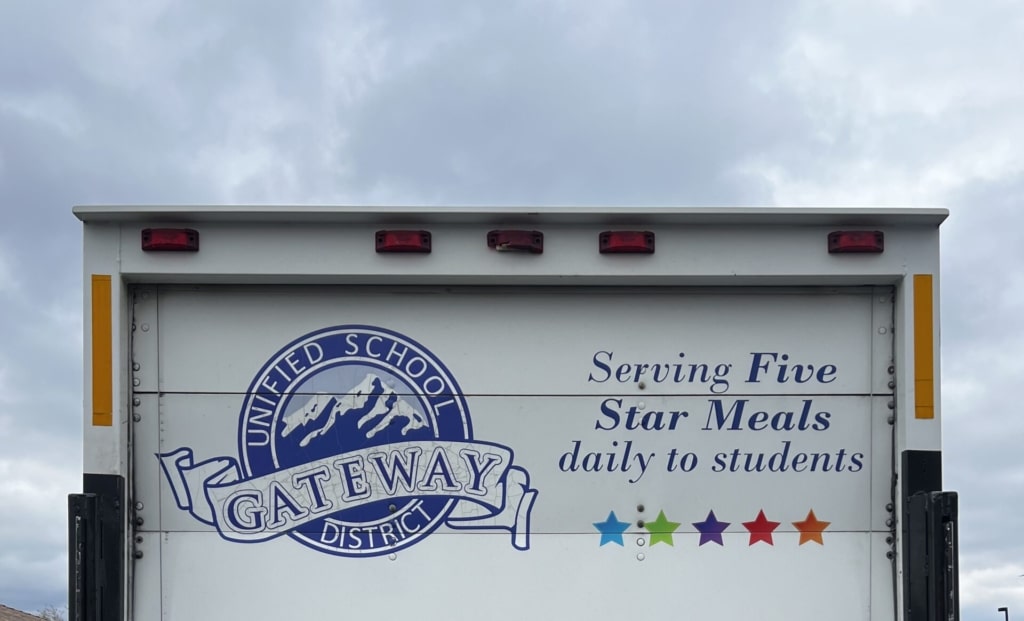 UNIFIED SCHOOL
GATEWAY
DISTRICT
Serving Five
Star Meals
daily to students